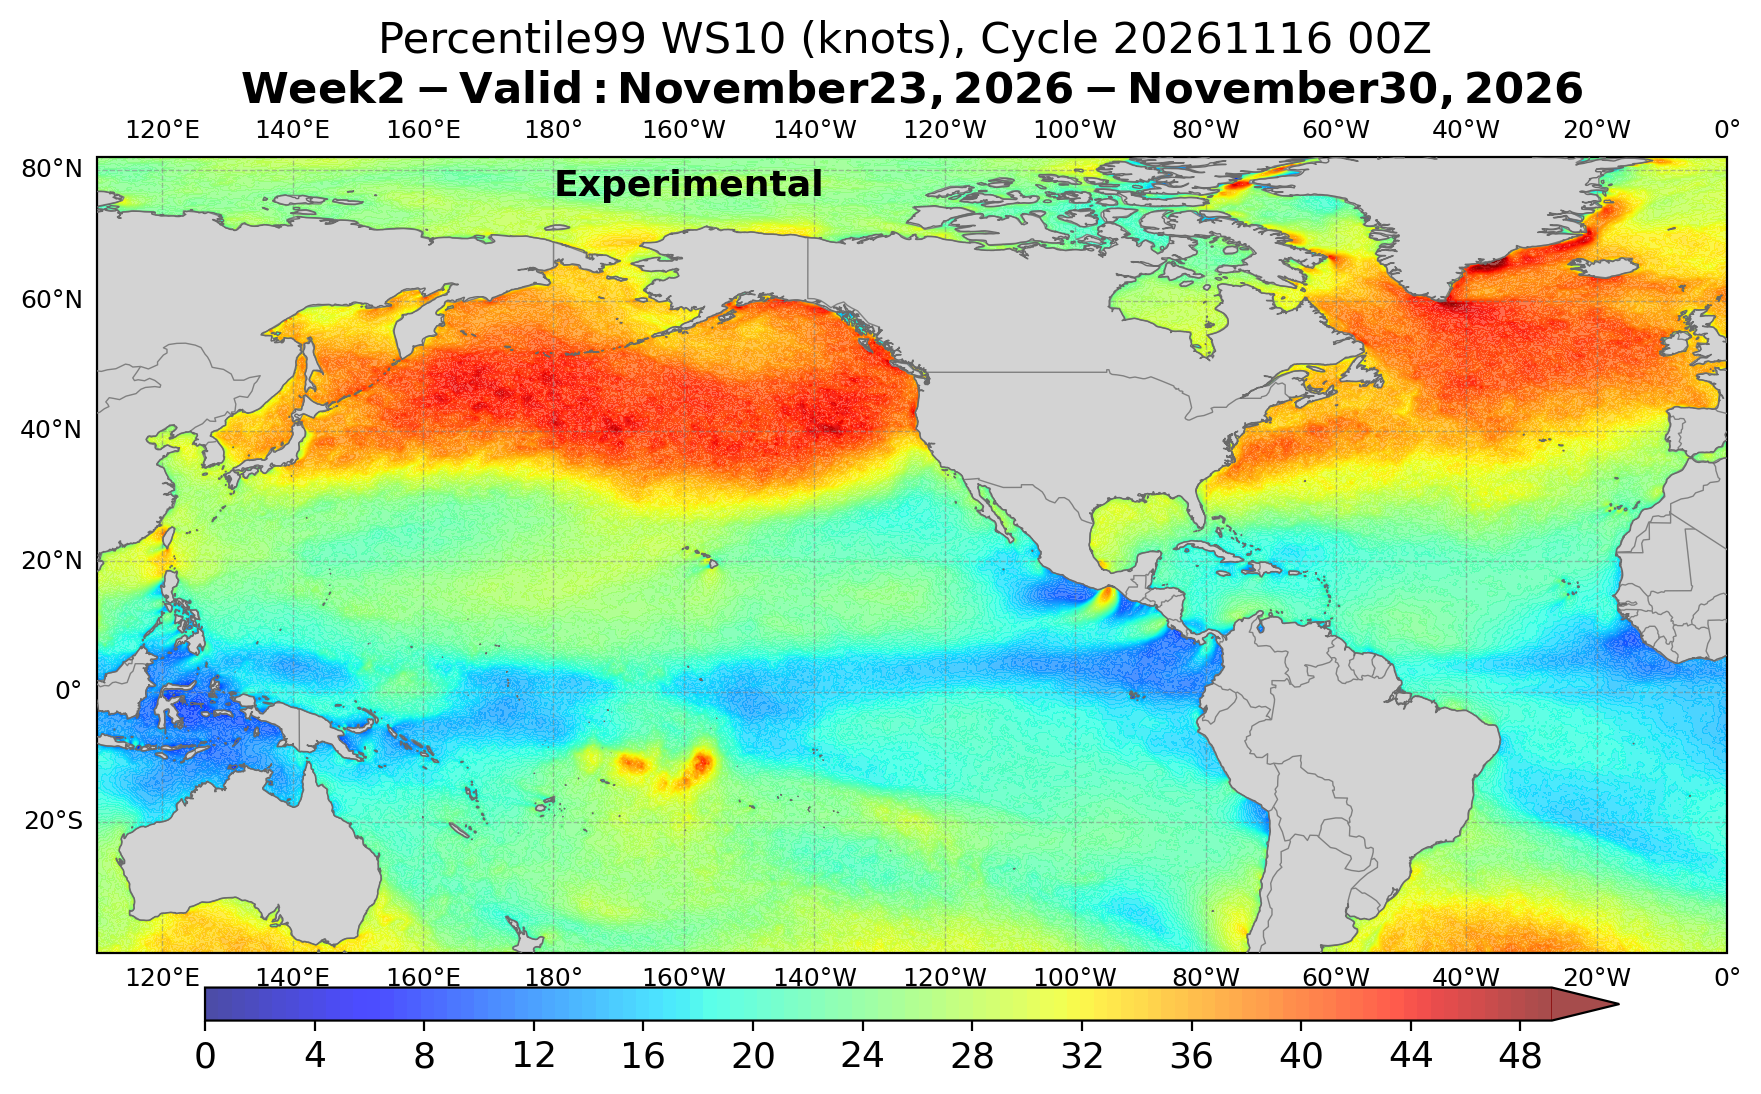 Percentile99 WS10 (knots), Cycle 20261116 00Z
Week2 − Valid : November23, 2026 − November30, 2026
120°E 140°E 160°E 180° 160°W 140°W 120°W 100°W 80°W 60°W 40°W 20°W 0°
80°N
Experimental
60°N
40°N
20°N
0°
20°S
120°E 140°E 160°E 180° 160°W 140°W 120°W 100°W 80°W 60°W 40°W 20°W 0°
0 4 8 12 16 20 24 28 32 36 40 44 48